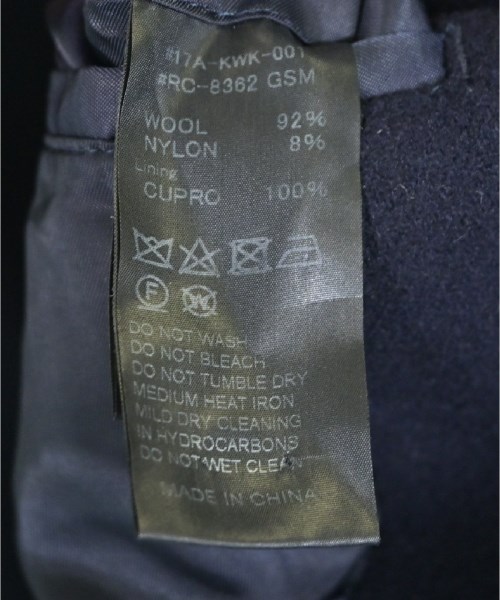 #17A-KWK-001
#RC-8362 GSM
WOOL 92%
NYLON 8%
Lining
CUPRO 100%
F W
DO NOT WASH
DO NOT BLEACH
DO NOT TUMBLE DRY
MEDIUM HEAT IRON
MILD DRY CLEANING
IN HYDROCARBONS
DO NOT WET CLEAN
MADE IN CHINA